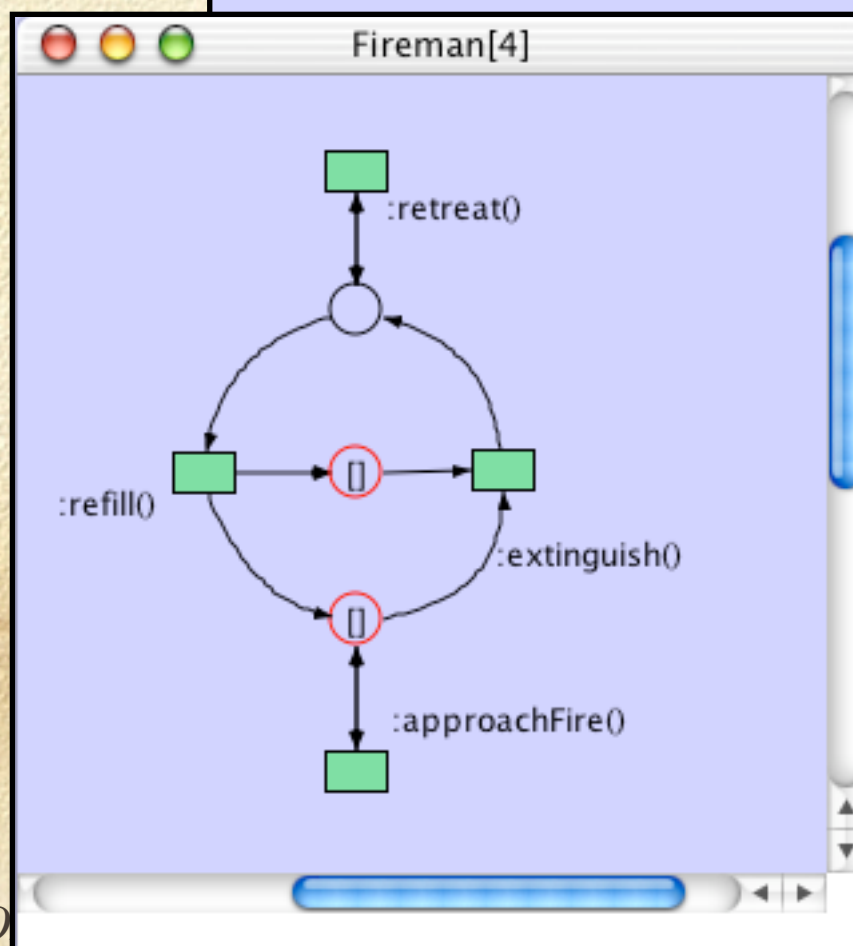 Fireman[4]
:retreat()
[]
:refill()
:extinguish()
[]
:approachFire()